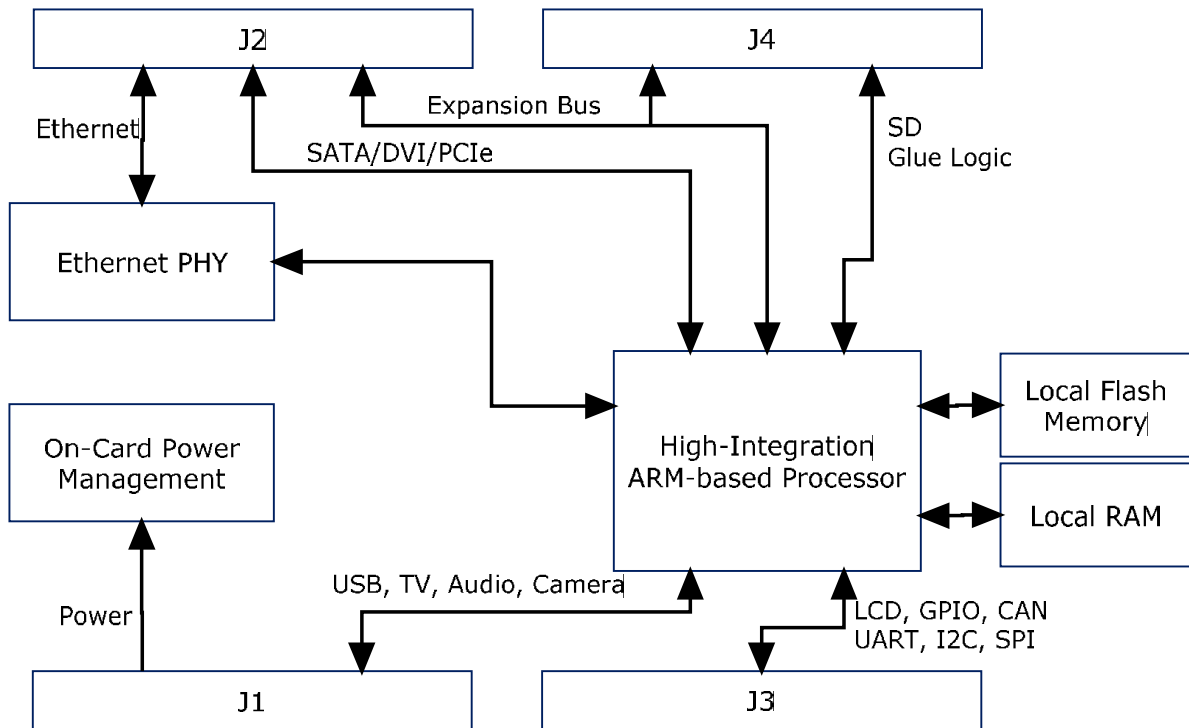 J2
J4
Expansion Bus
Ethernet
SD
SATA/DVI/PCIe
Glue Logic
Ethernet PHY
Local Flash
Memory
On-Card Power
Management
High-Integration
ARM-based Processor
Local RAM
USB, TV, Audio, Camera
Power
LCD, GPIO, CAN
UART, I2C, SPI
J1
J3